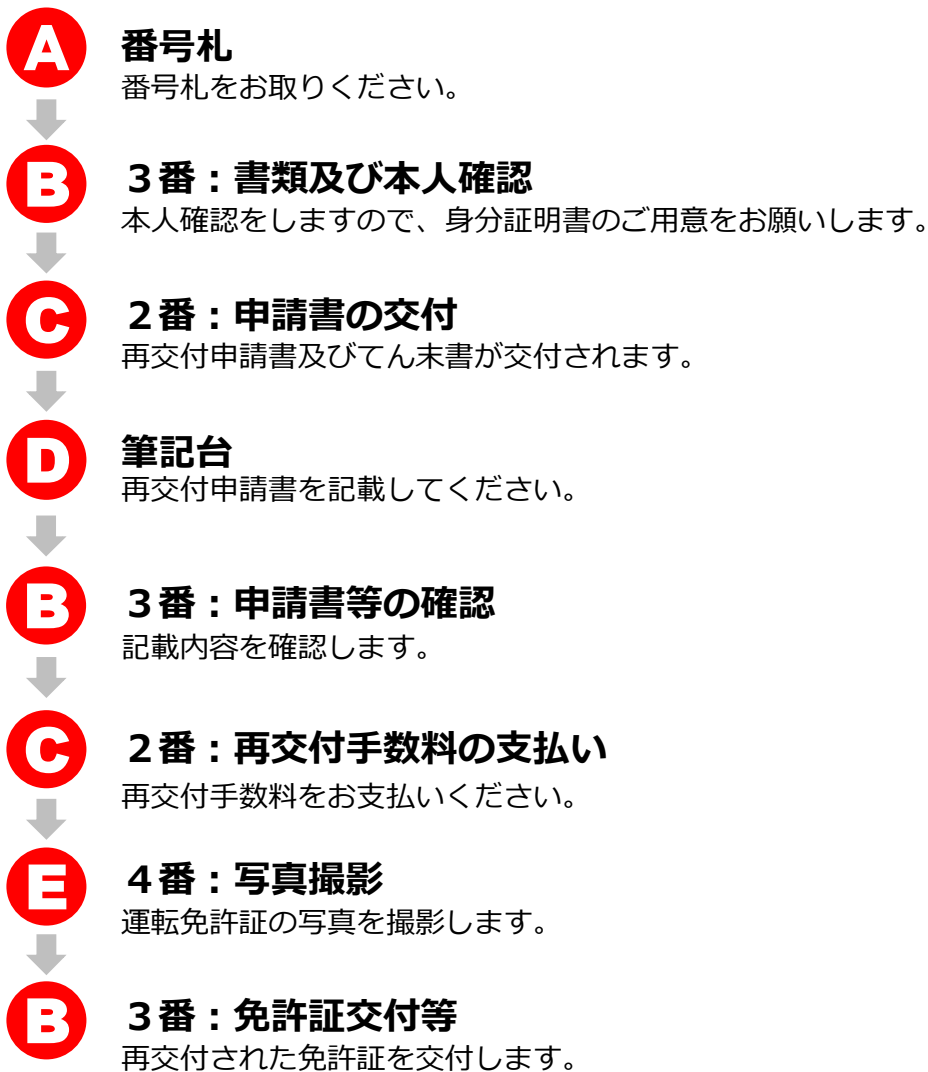 A
番号札
番号札をお取りください。
B
３番：書類及び本人確認
本人確認をしますので、身分証明書のご用意をお願いします。
C
２番：申請書の交付
再交付申請書及びてん末書が交付されます。
D
筆記台
再交付申請書を記載してください。
B
３番：申請書等の確認
記載内容を確認します。
C
２番：再交付手数料の支払い
再交付手数料をお支払いください。
E
４番：写真撮影
運転免許証の写真を撮影します。
B
３番：免許証交付等
再交付された免許証を交付します。